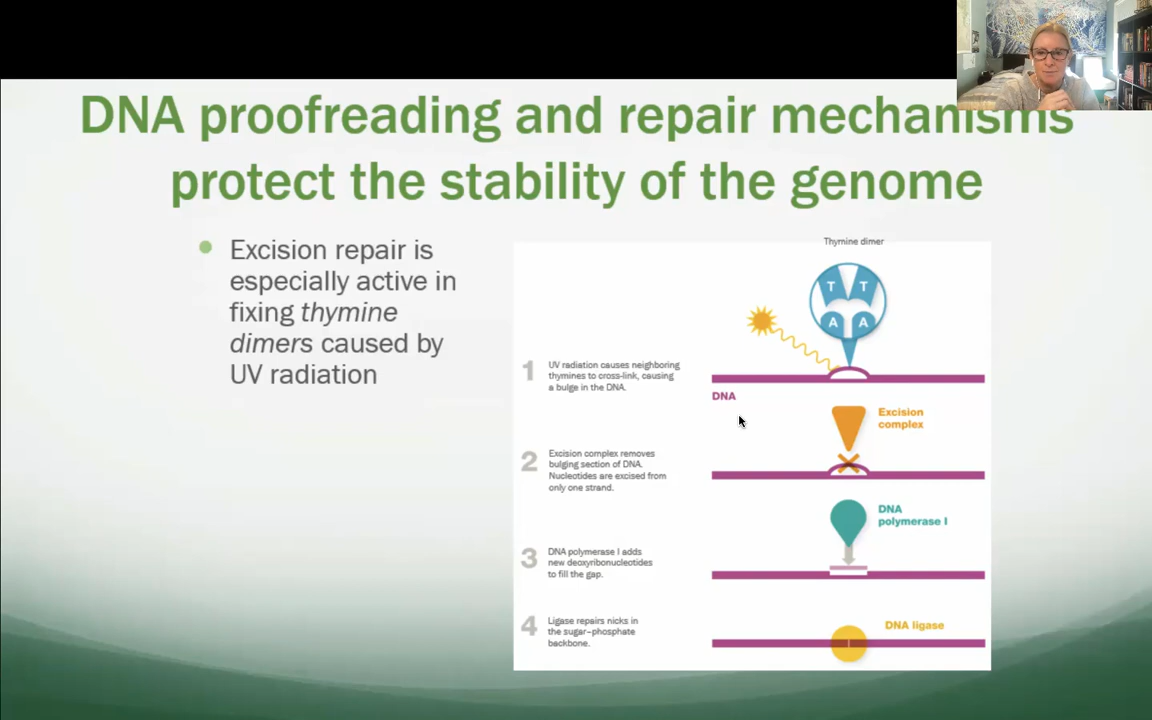 DNA proofreading and repair mechanisms
protect the stability of the genome
Excision repair is
especially active in
fixing thymine
dimers caused by
UV radiation
Thymine dimer
T T
A A
1 UV radiation causes neighboring
thymines to cross-link, causing
a bulge in the DNA.
DNA
Excision
complex
2 Excision complex removes
bulging section of DNA.
Nucleotides are excised from
only one strand.
DNA
polymerase I
3 DNA polymerase I adds
new deoxyribonucleotides
to fill the gap.
4 Ligase repairs nicks in
the sugar–phosphate
backbone.
DNA ligase